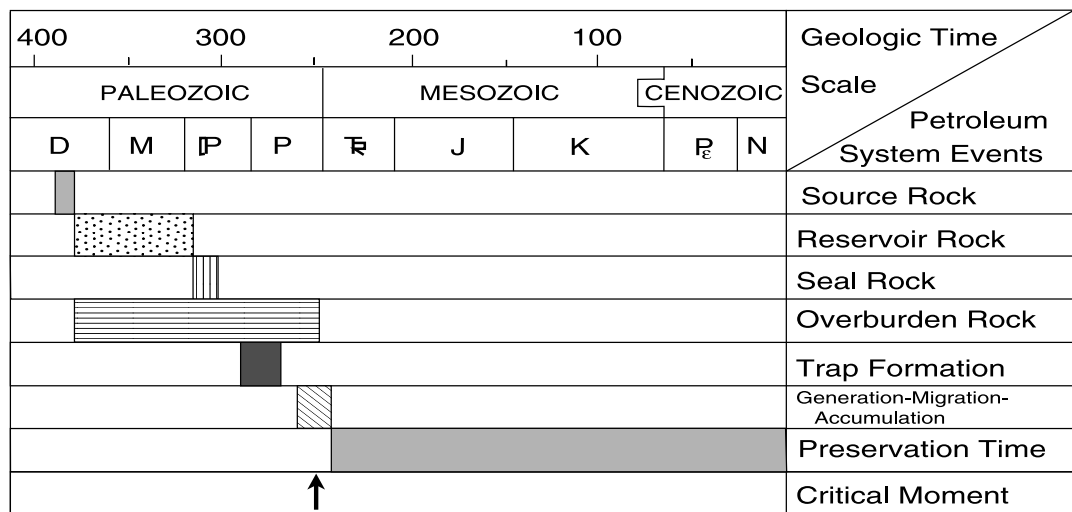 400 300 200 100
Geologic Time
Scale
Petroleum
System Events
PALEOZOIC MESOZOIC CENOZOIC
D M P P J K N
Source Rock
Reservoir Rock
Seal Rock
Overburden Rock
Trap Formation
Generation-Migration-
Accumulation
Preservation Time
Critical Moment